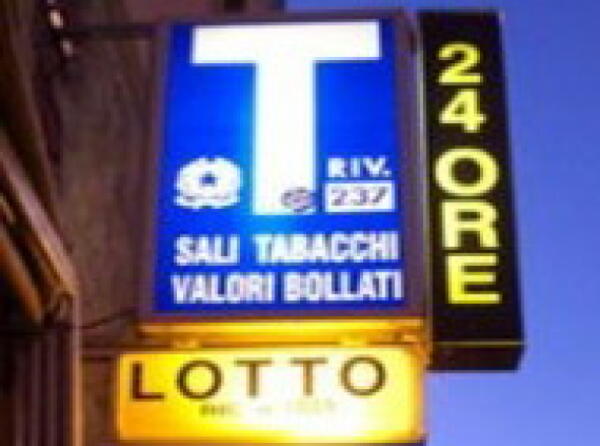 T
RIV.
237
SALI TABACCHI
VALORI BOLLATI
24 ORE
LOTTO